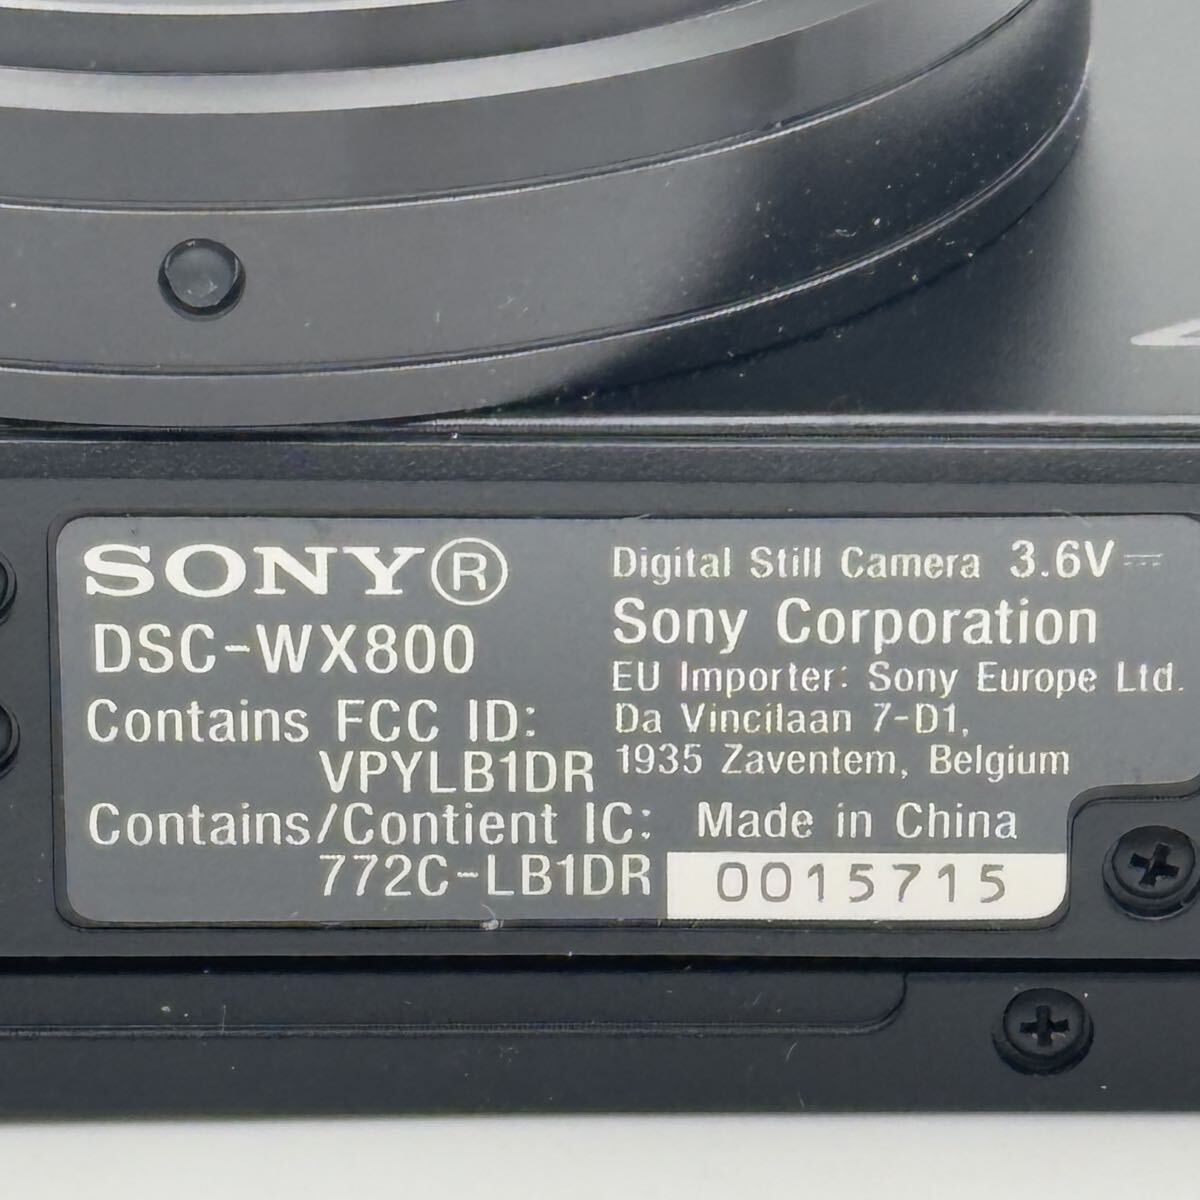 SONY®
DSC-WX800
Contains FCC ID:
VPYLB1DR
Contains/Contient IC:
772C-LB1DR
Digital Still Camera 3.6V⎓
Sony Corporation
EU Importer: Sony Europe Ltd.
Da Vincilaan 7-D1,
1935 Zaventem, Belgium
Made in China
0015715